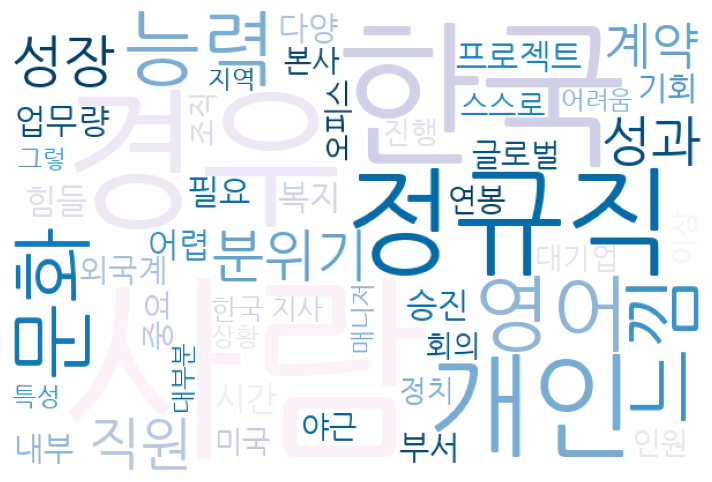 성장
능력
다양
본사
지역
한국
프로젝트
계약
기회
스스로
어려움
업무량
조직
어습
진행
글로벌
성과
그렇
경우
힘들
필요
복지
연봉
정규직
대기업
이상
문화
외국계
어렵
분위기
중요
한국 지사
매니저
승진
영어
느낌
상황
회의
사람
대부분
개인
특성
시간
정치
내부
직원
미국
야근
부서
인원